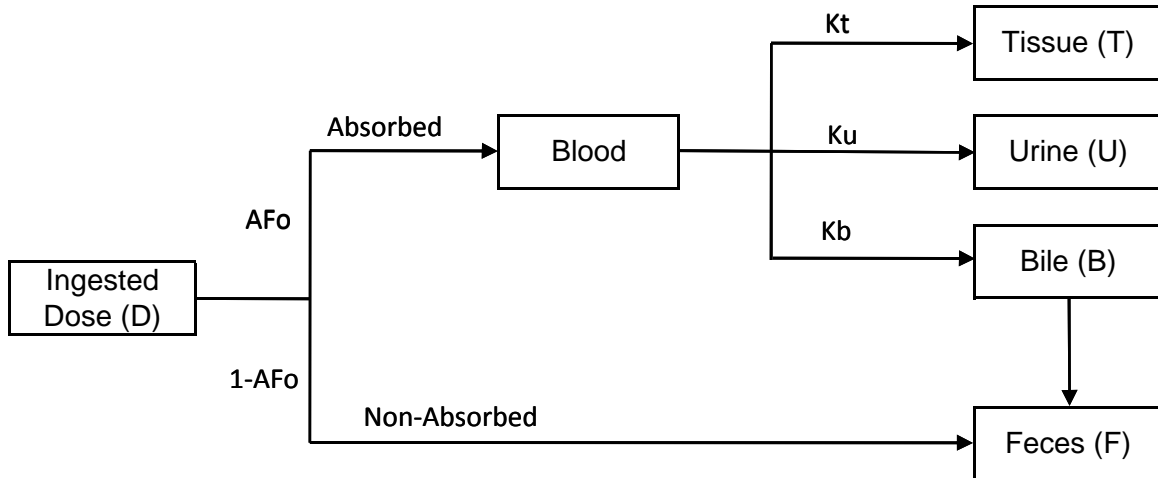 Kt
Tissue (T)
Absorbed
Blood
Ku
Urine (U)
AFo
Kb
Bile (B)
Ingested
Dose (D)
1-AFo
Non-Absorbed
Feces (F)